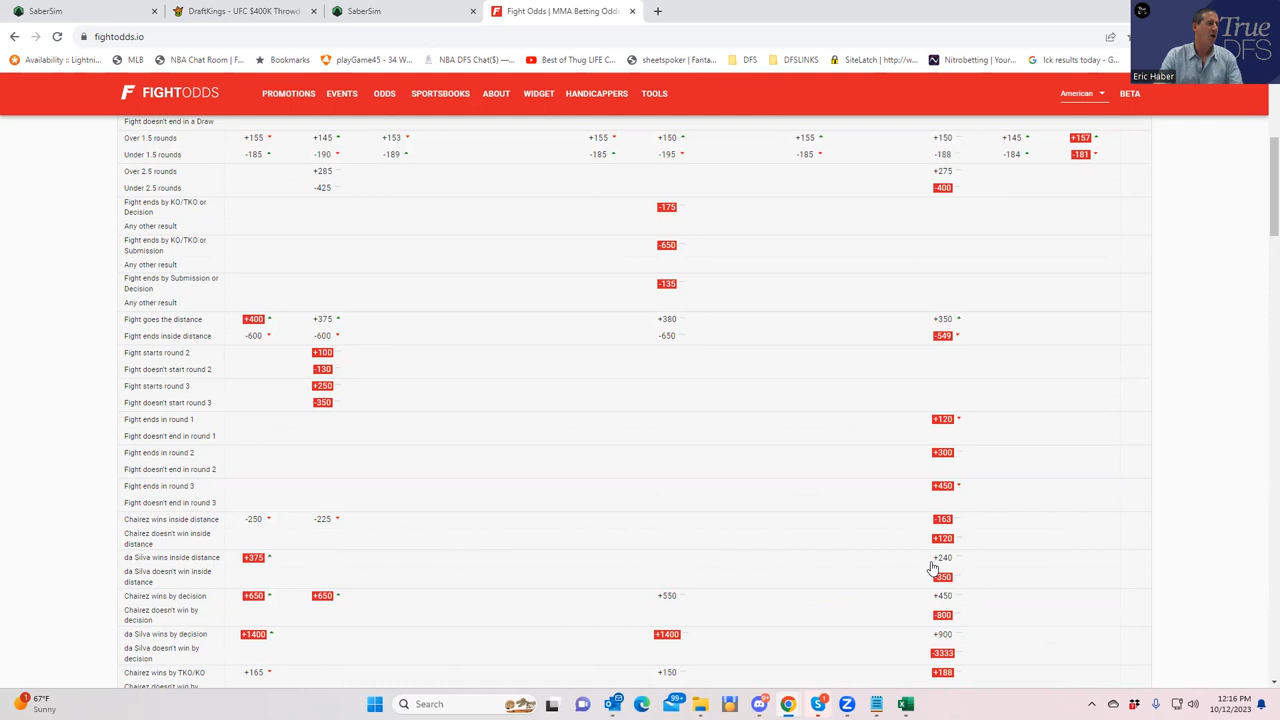 SaberSim × DraftKings - UFC $400K Throwd × SaberSim × Fight Odds | MMA Betting Odd × +
fightodds.io
Availability :: Lightni... MLB NBA Chat($) — Bookmarks playGame45 - 34 W... NBA DFS Chat($) —... Best of Thug LIFE C... sheetspoker | Fanta... DFS DFSLINKS SiteLatch | http://w... Nitrobetting | Your... Ick results today - G...
True
DFS
Eric Haber
FIGHTODDS PROMOTIONS EVENTS ODDS SPORTSBOOKS ABOUT WIDGET HANDICAPPERS TOOLS American BETA
Fight doesn't end in a Draw
Over 1.5 rounds +155 +145 +153 +155 +150 +155 +150 +145 +157
Under 1.5 rounds -185 -190 -189 -185 -195 -185 -188 -184 -181
Over 2.5 rounds +285 +275
Under 2.5 rounds -425 -400
Fight ends by KO/TKO or
Decision -175
Any other result
Fight ends by KO/TKO or
Submission -650
Any other result
Fight ends by Submission or
Decision -135
Any other result
Fight goes the distance +400 +375 +380 +350
Fight ends inside distance -600 -600 -650 -549
Fight starts round 2 +100
Fight doesn't start round 2 -130
Fight starts round 3 +250
Fight doesn't start round 3 -350
Fight ends in round 1 +120
Fight doesn't end in round 1
Fight ends in round 2 +300
Fight doesn't end in round 2
Fight ends in round 3 +450
Fight doesn't end in round 3
Chairez wins inside distance -250 -225 -163
Chairez doesn't win inside
distance +120
da Silva wins inside distance +375 +240
da Silva doesn't win inside
distance -350
Chairez wins by decision +650 +650 +550 +450
Chairez doesn't win by
decision -800
da Silva wins by decision +1400 +1400 +900
da Silva doesn't win by
decision -3333
Chairez wins by TKO/KO +165 +150 +188
Chairez doesn't win by
67°F
Sunny
Search
99+
12:16 PM
10/12/2023